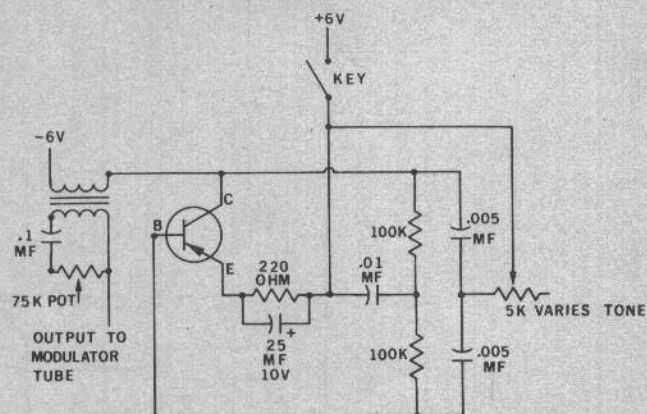 +6V
KEY
-6V
C
B
E
.1
MF
75K POT
OUTPUT TO
MODULATOR
TUBE
220
OHM
+
25
MF
10V
.01
MF
100K
100K
.005
MF
5K VARIES TONE
.005
MF